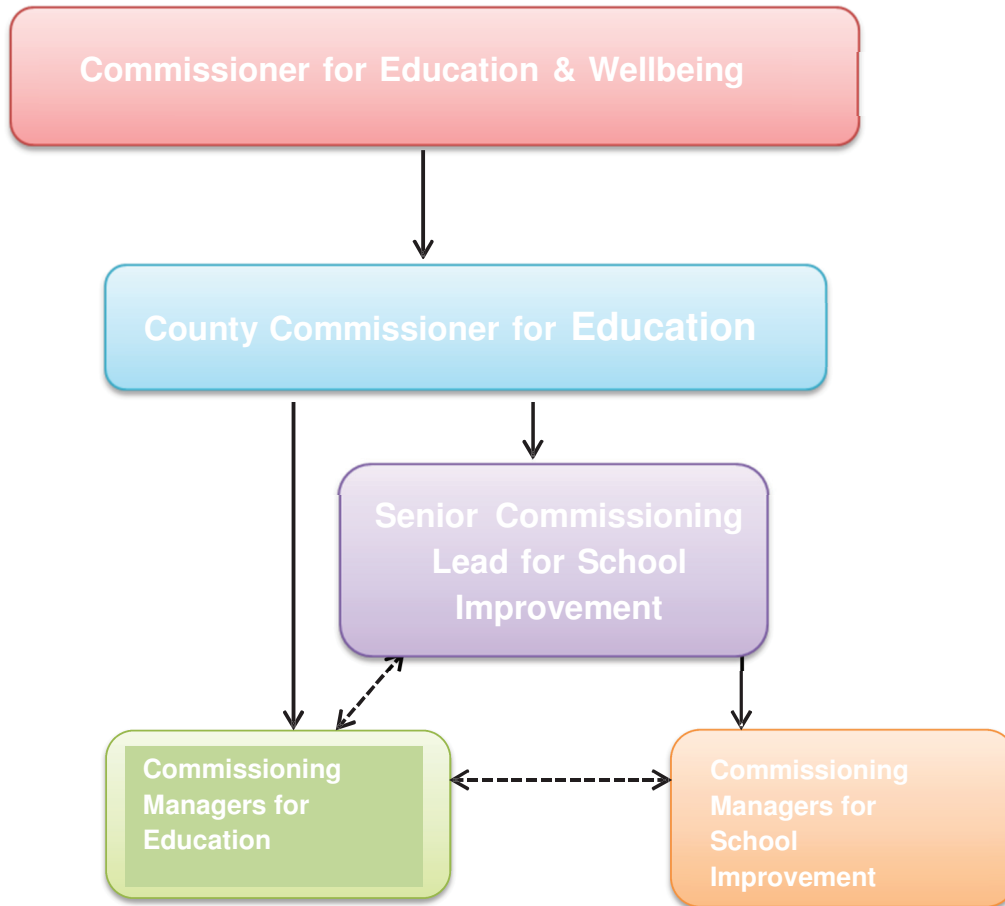 Commissioner for Education & Wellbeing
County Commissioner for Education
Senior Commissioning
Lead for School
Improvement
Commissioning
Managers for
Education
Commissioning
Managers for
School
Improvement